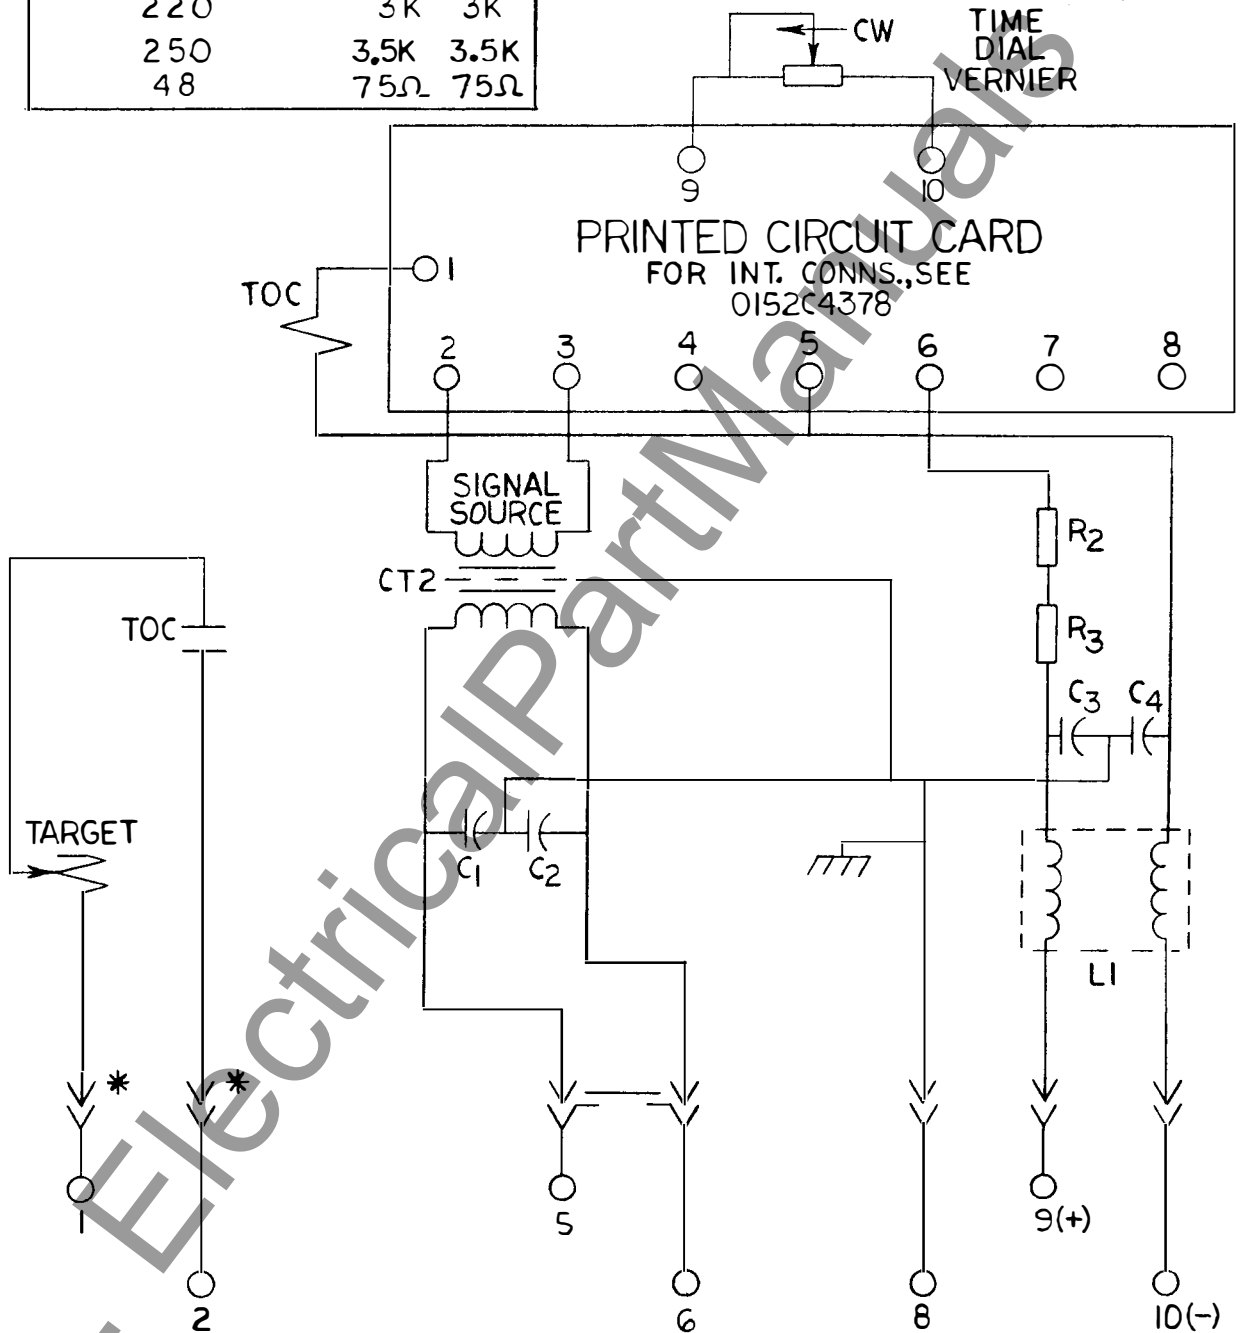 220 3K 3K
250 3.5K 3.5K
48 75Ω 75Ω
CW
TIME
DIAL
VERNIER
9
10
PRINTED CIRCUIT CARD
FOR INT. CONNS., SEE
0152C4378
1
TOC
2 3 4 5 6 7 8
SIGNAL
SOURCE
R2
CT2
TOC
R3
C3 C4
TARGET
C1 C2
L1
* *
1
5
9(+)
2
6
8
10(-)
ElectricalPartManuals